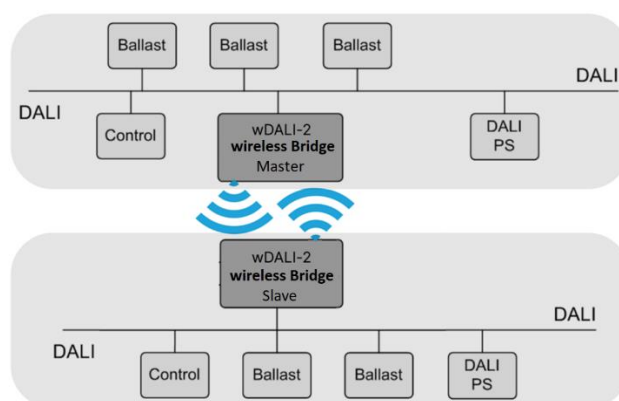 Ballast
Ballast
Ballast
DALI
DALI
Control
wDALI-2
wireless Bridge
Master
DALI
PS
wDALI-2
wireless Bridge
Slave
DALI
DALI
Control
Ballast
Ballast
DALI
PS